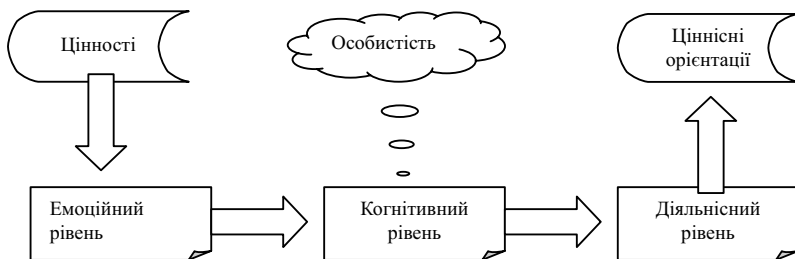 Цінності
Особистість
Ціннісні
орієнтації
Емоційний
рівень
Когнітивний
рівень
Діяльнісний
рівень